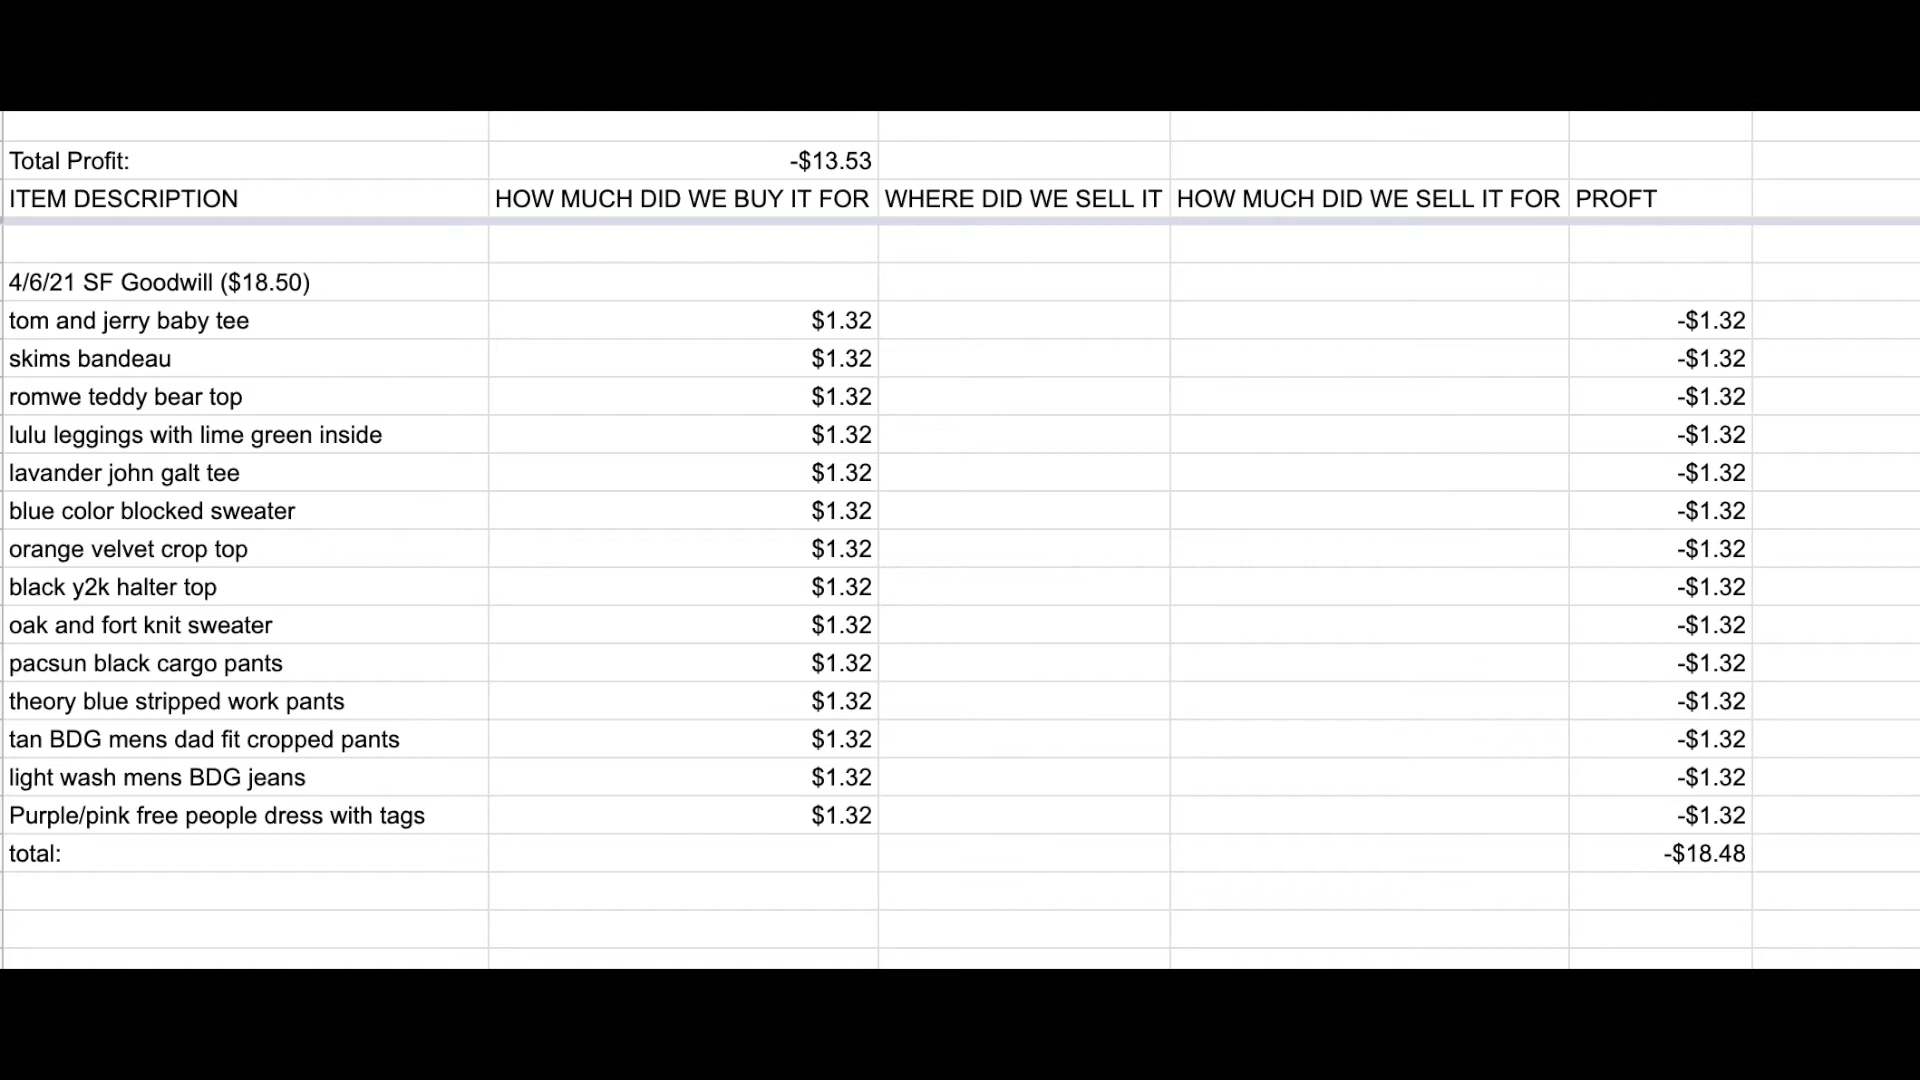 Total Profit: -$13.53
ITEM DESCRIPTION HOW MUCH DID WE BUY IT FOR WHERE DID WE SELL IT HOW MUCH DID WE SELL IT FOR PROFT
4/6/21 SF Goodwill ($18.50)
tom and jerry baby tee $1.32 -$1.32
skims bandeau $1.32 -$1.32
romwe teddy bear top $1.32 -$1.32
lulu leggings with lime green inside $1.32 -$1.32
lavander john galt tee $1.32 -$1.32
blue color blocked sweater $1.32 -$1.32
orange velvet crop top $1.32 -$1.32
black y2k halter top $1.32 -$1.32
oak and fort knit sweater $1.32 -$1.32
pacsun black cargo pants $1.32 -$1.32
theory blue stripped work pants $1.32 -$1.32
tan BDG mens dad fit cropped pants $1.32 -$1.32
light wash mens BDG jeans $1.32 -$1.32
Purple/pink free people dress with tags $1.32 -$1.32
total: -$18.48